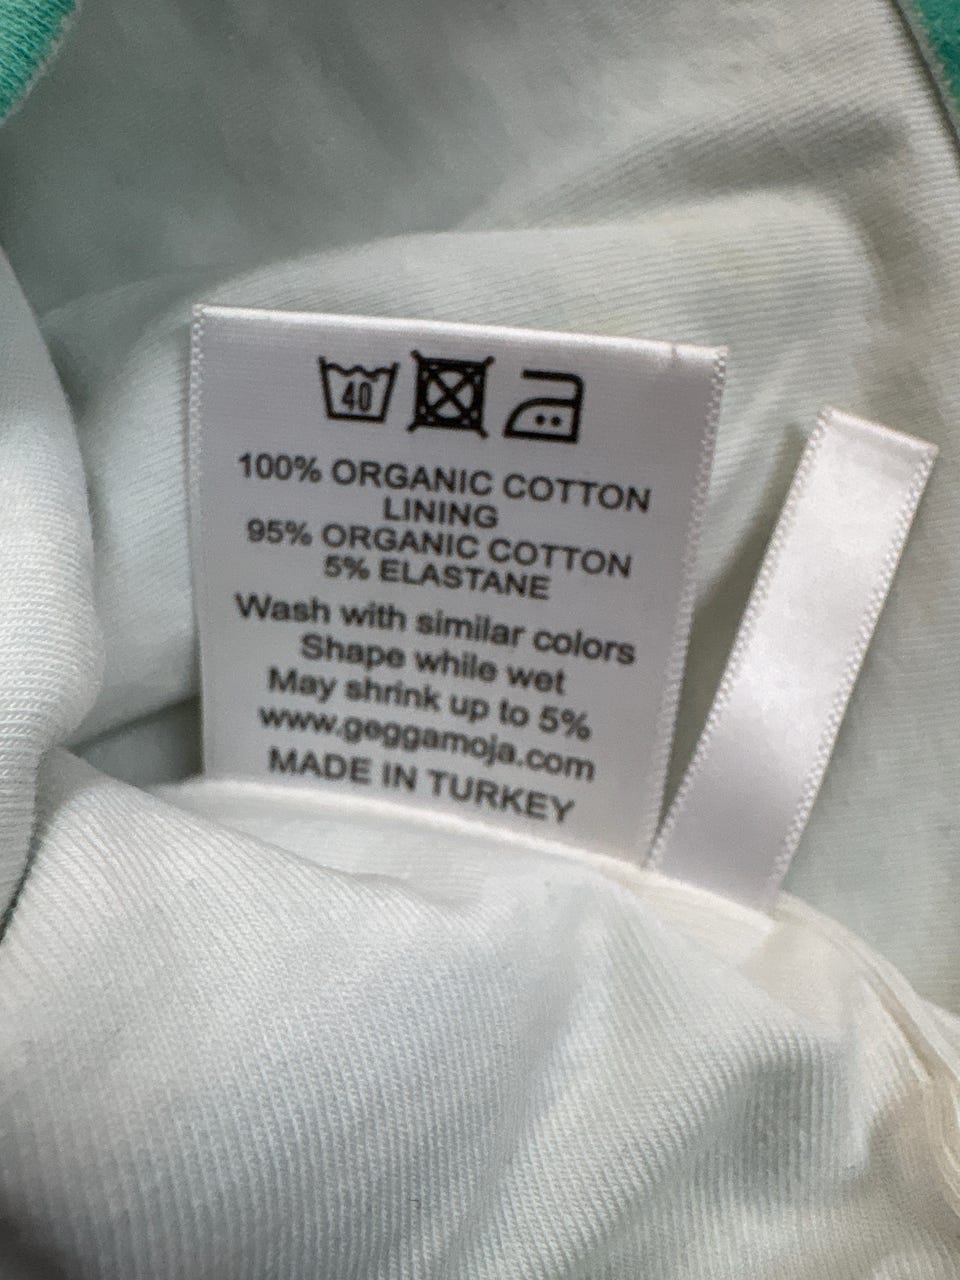 40
100% ORGANIC COTTON
LINING
95% ORGANIC COTTON
5% ELASTANE
Wash with similar colors
Shape while wet
May shrink up to 5%
www.geggamoja.com
MADE IN TURKEY